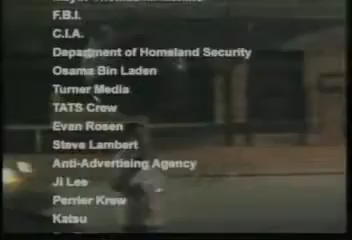 F.B.I.
C.I.A.
Department of Homeland Security
Osama Bin Laden
Turner Media
TATS Crew
Evan Rosen
Steve Lambert
Anti-Advertising Agency
Ji Lee
Perrier Krew
Katsu